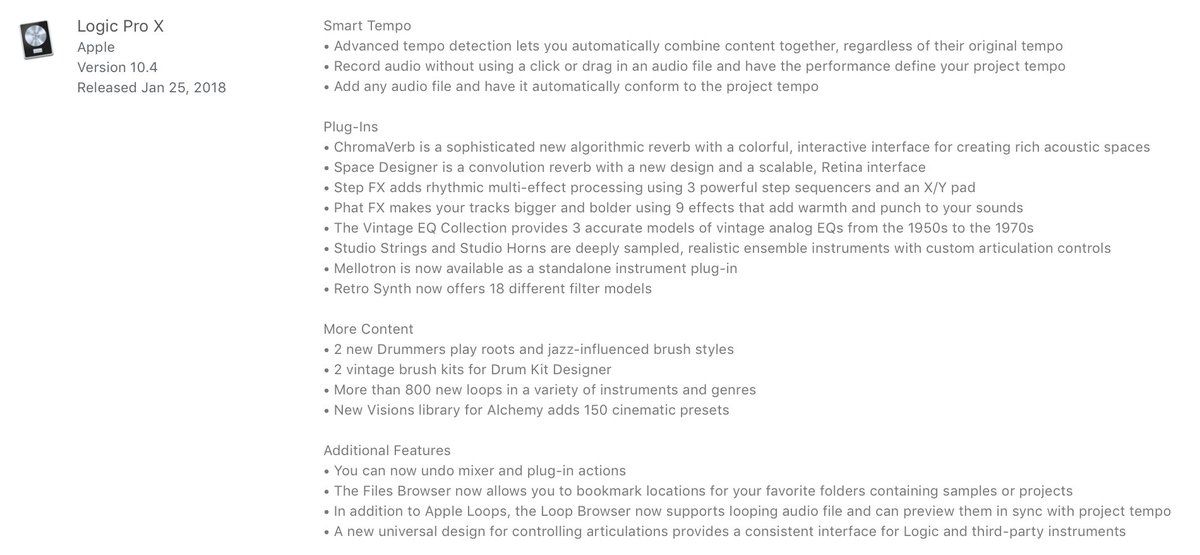 Logic Pro X
Apple
Version 10.4
Released Jan 25, 2018
Smart Tempo
• Advanced tempo detection lets you automatically combine content together, regardless of their original tempo
• Record audio without using a click or drag in an audio file and have the performance define your project tempo
• Add any audio file and have it automatically conform to the project tempo
Plug-Ins
• ChromaVerb is a sophisticated new algorithmic reverb with a colorful, interactive interface for creating rich acoustic spaces
• Space Designer is a convolution reverb with a new design and a scalable, Retina interface
• Step FX adds rhythmic multi-effect processing using 3 powerful step sequencers and an X/Y pad
• Phat FX makes your tracks bigger and bolder using 9 effects that add warmth and punch to your sounds
• The Vintage EQ Collection provides 3 accurate models of vintage analog EQs from the 1950s to the 1970s
• Studio Strings and Studio Horns are deeply sampled, realistic ensemble instruments with custom articulation controls
• Mellotron is now available as a standalone instrument plug-in
• Retro Synth now offers 18 different filter models
More Content
• 2 new Drummers play roots and jazz-influenced brush styles
• 2 vintage brush kits for Drum Kit Designer
• More than 800 new loops in a variety of instruments and genres
• New Visions library for Alchemy adds 150 cinematic presets
Additional Features
• You can now undo mixer and plug-in actions
• The Files Browser now allows you to bookmark locations for your favorite folders containing samples or projects
• In addition to Apple Loops, the Loop Browser now supports looping audio file and can preview them in sync with project tempo
• A new universal design for controlling articulations provides a consistent interface for Logic and third-party instruments